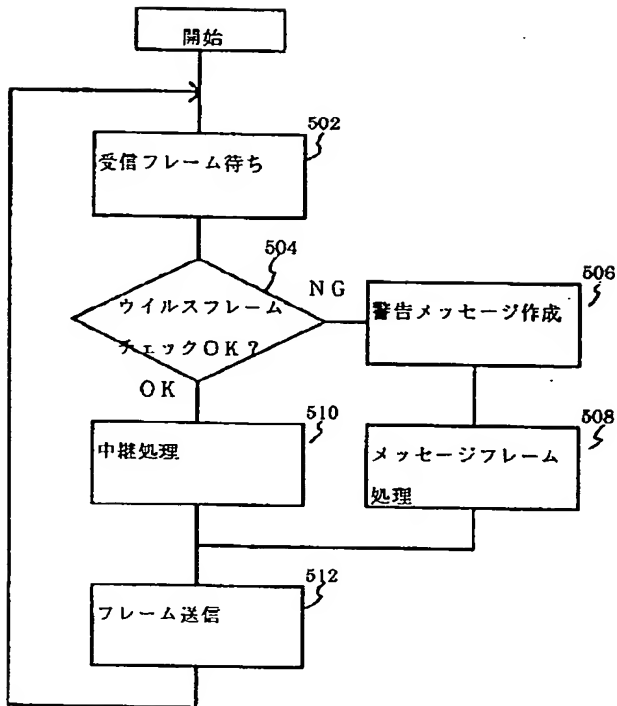 開始
502
受信フレーム待ち
504
ウイルスフレーム
チェックOK?
NG
506
警告メッセージ作成
OK
510
中継処理
508
メッセージフレーム
処理
512
フレーム送信